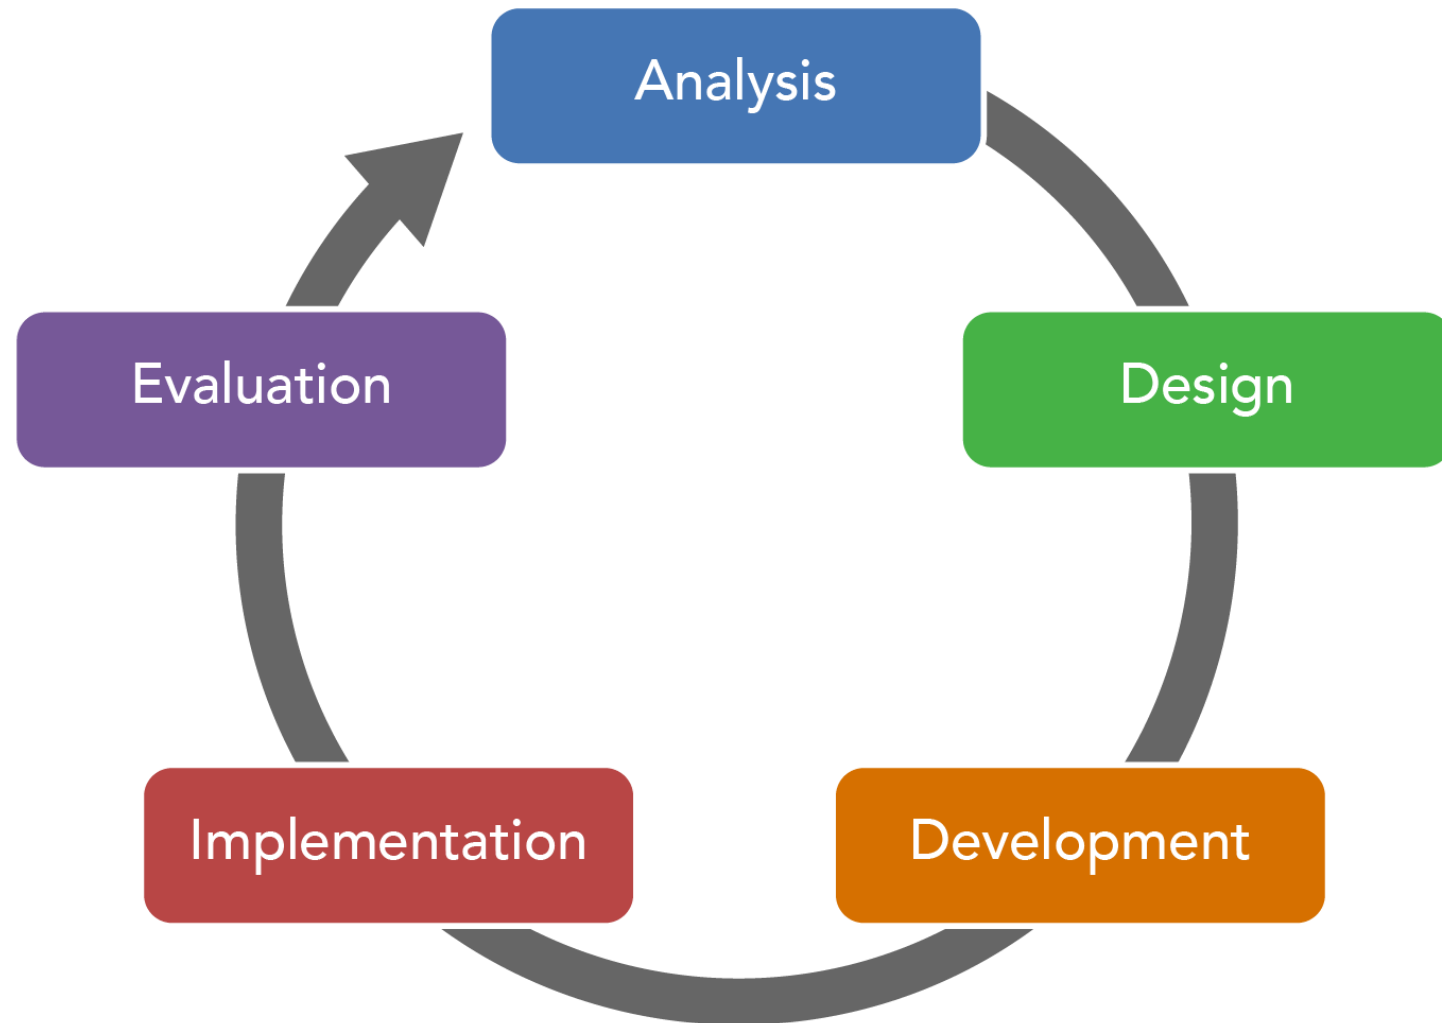 Analysis
Design
Development
Implementation
Evaluation